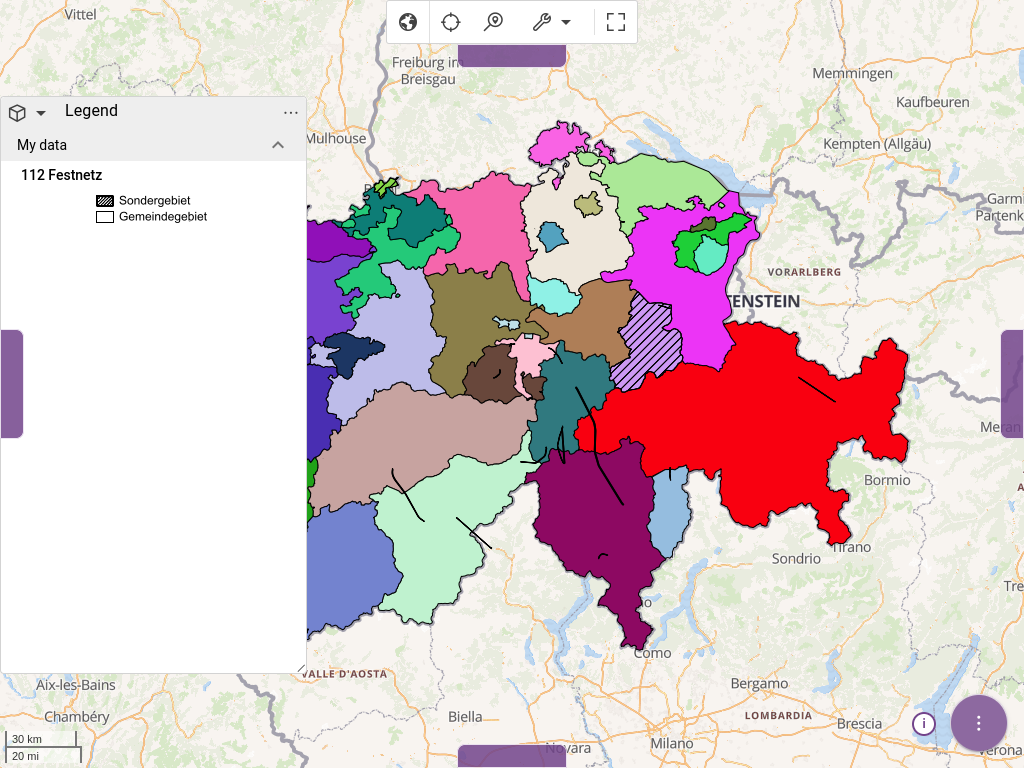 Vittel
Freiburg im
Breisgau
Memmingen
Kaufbeuren
Legend
Mulhouse
Kempten (Allgäu)
My data
112 Festnetz
Sondergebiet
Gemeindegebiet
Garmi
Partenk
VORARLBERG
TENSTEIN
Meran
Bormio
Sondrio
Tirano
Como
VALLE D'AOSTA
Aix-les-Bains
Bergamo
Chambéry
Biella
LOMBARDIA
Brescia
Novara
Milano
Verona
30 km
20 mi